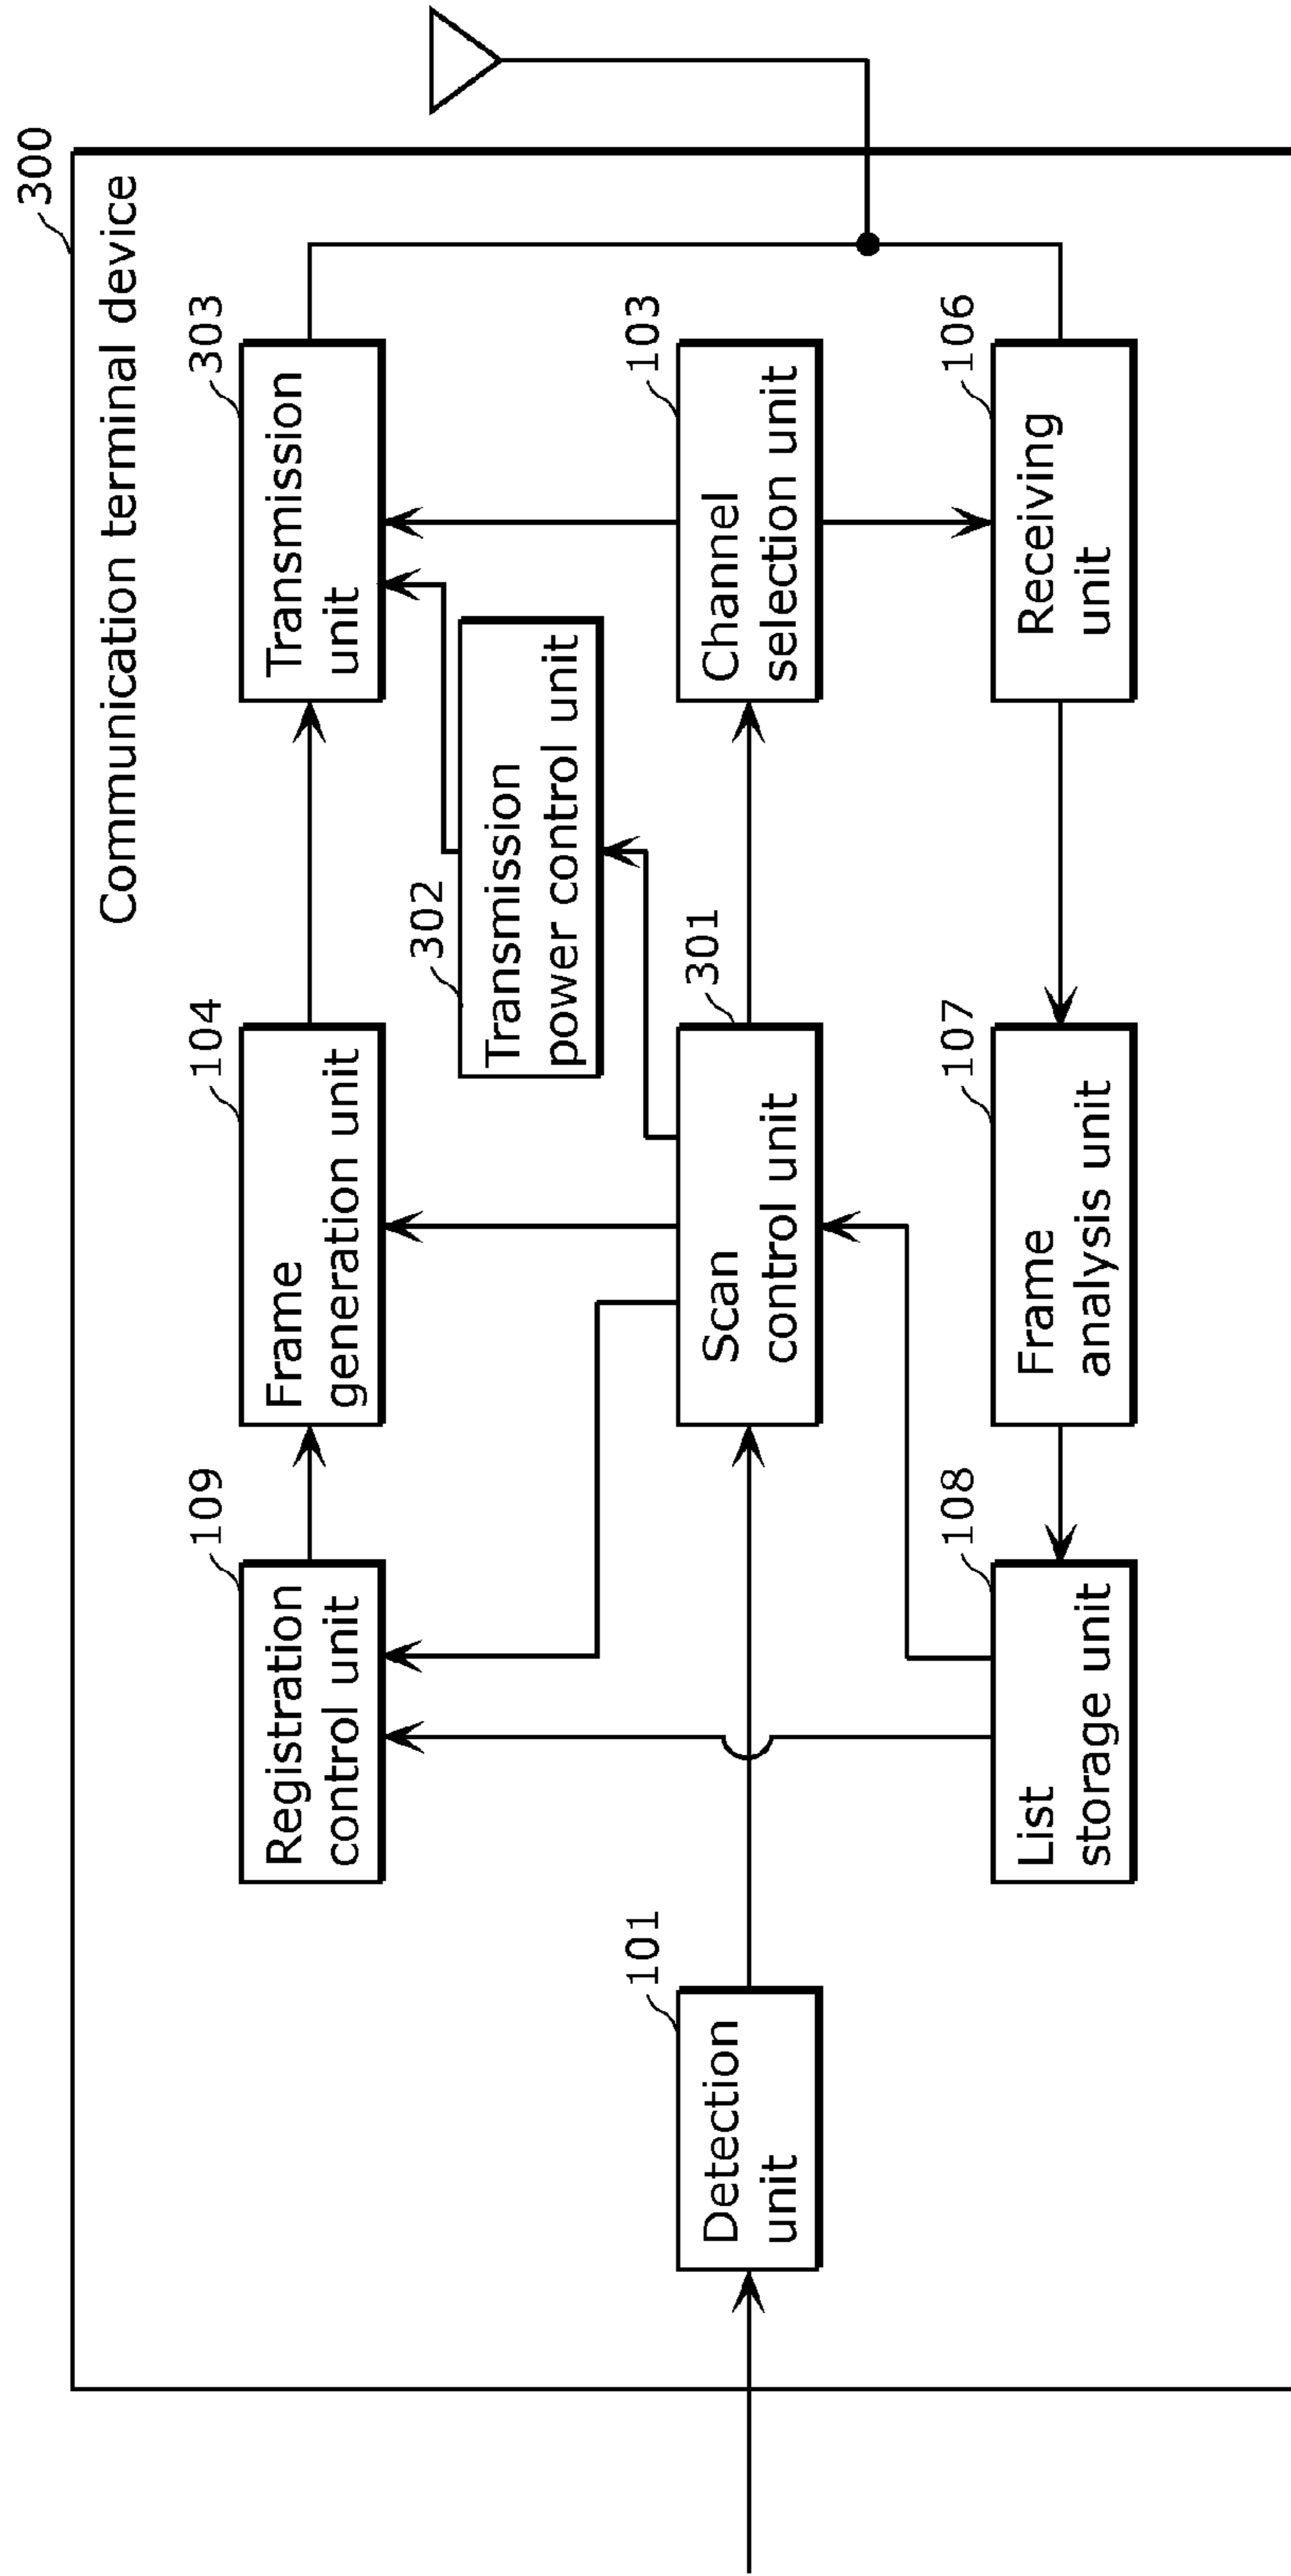 300
Communication terminal device
109
Registration
control unit
104
Frame
generation unit
303
Transmission
unit
302
Transmission
power control unit
101
Detection
unit
301
Scan
control unit
103
Channel
selection unit
108
List
storage unit
107
Frame
analysis unit
106
Receiving
unit